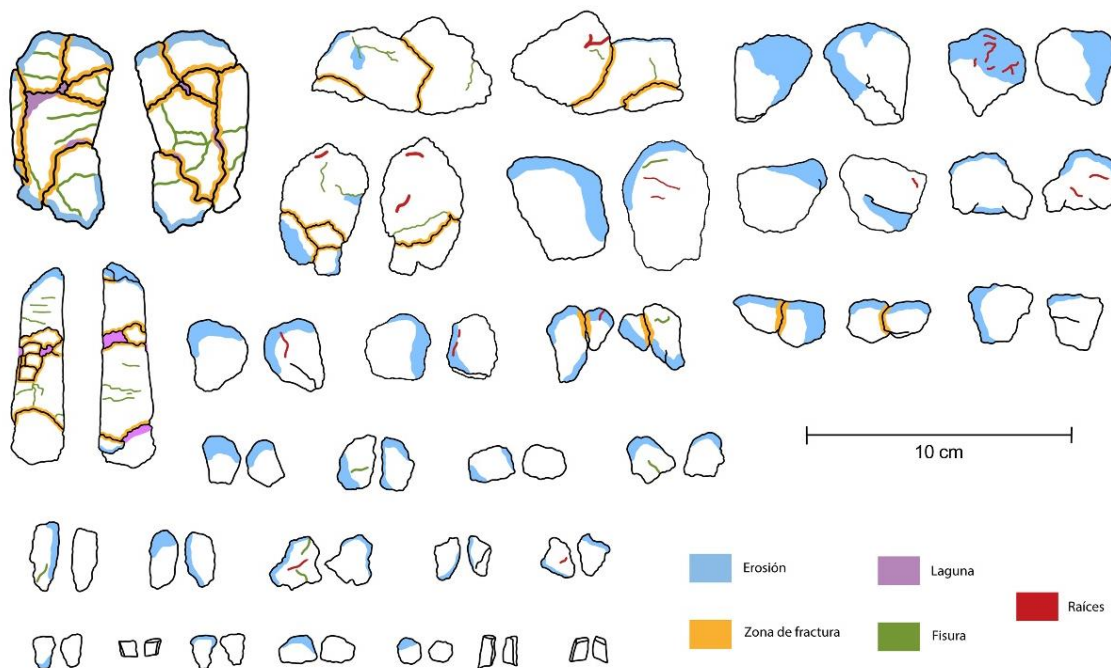 10 cm
Erosión
Laguna
Raíces
Zona de fractura
Fisura